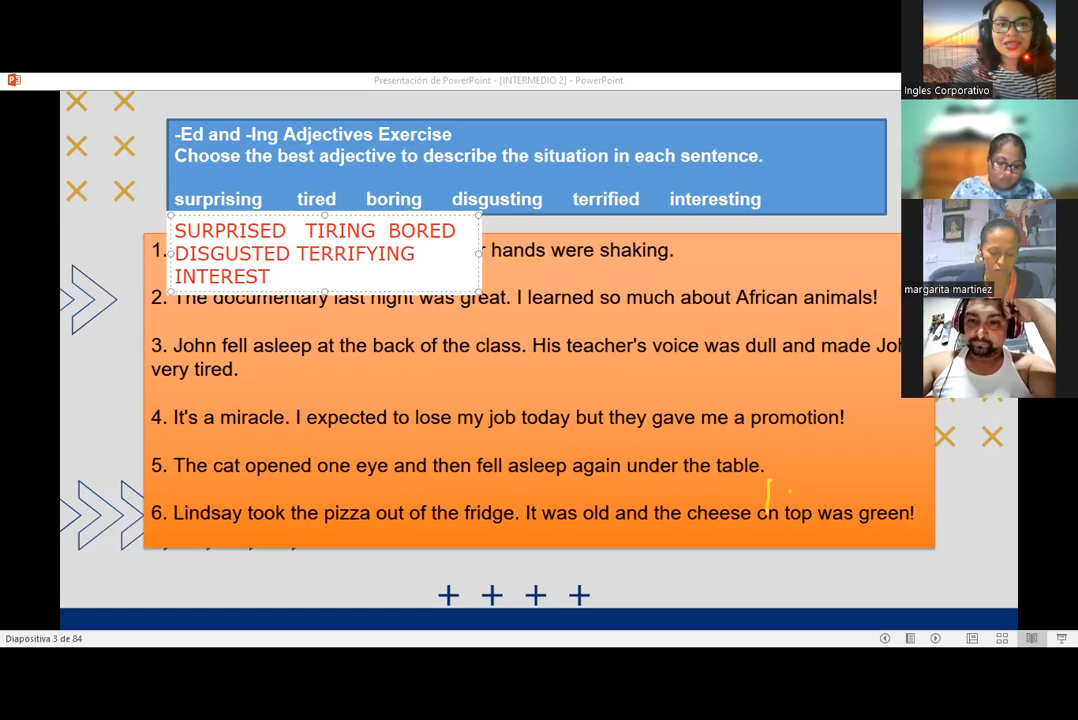 Presentación de PowerPoint - [INTERMEDIO 2] - PowerPoint
Ingles Corporativo
-Ed and -Ing Adjectives Exercise
Choose the best adjective to describe the situation in each sentence.
surprising tired boring disgusting terrified interesting
SURPRISED TIRING BORED
DISGUSTED TERRIFYING
INTEREST
1. hands were shaking.
2. The documentary last night was great. I learned so much about African animals!
margarita martinez
3. John fell asleep at the back of the class. His teacher's voice was dull and made
very tired.
4. It's a miracle. I expected to lose my job today but they gave me a promotion!
5. The cat opened one eye and then fell asleep again under the table.
6. Lindsay took the pizza out of the fridge. It was old and the cheese on top was green!
Diapositiva 3 de 84